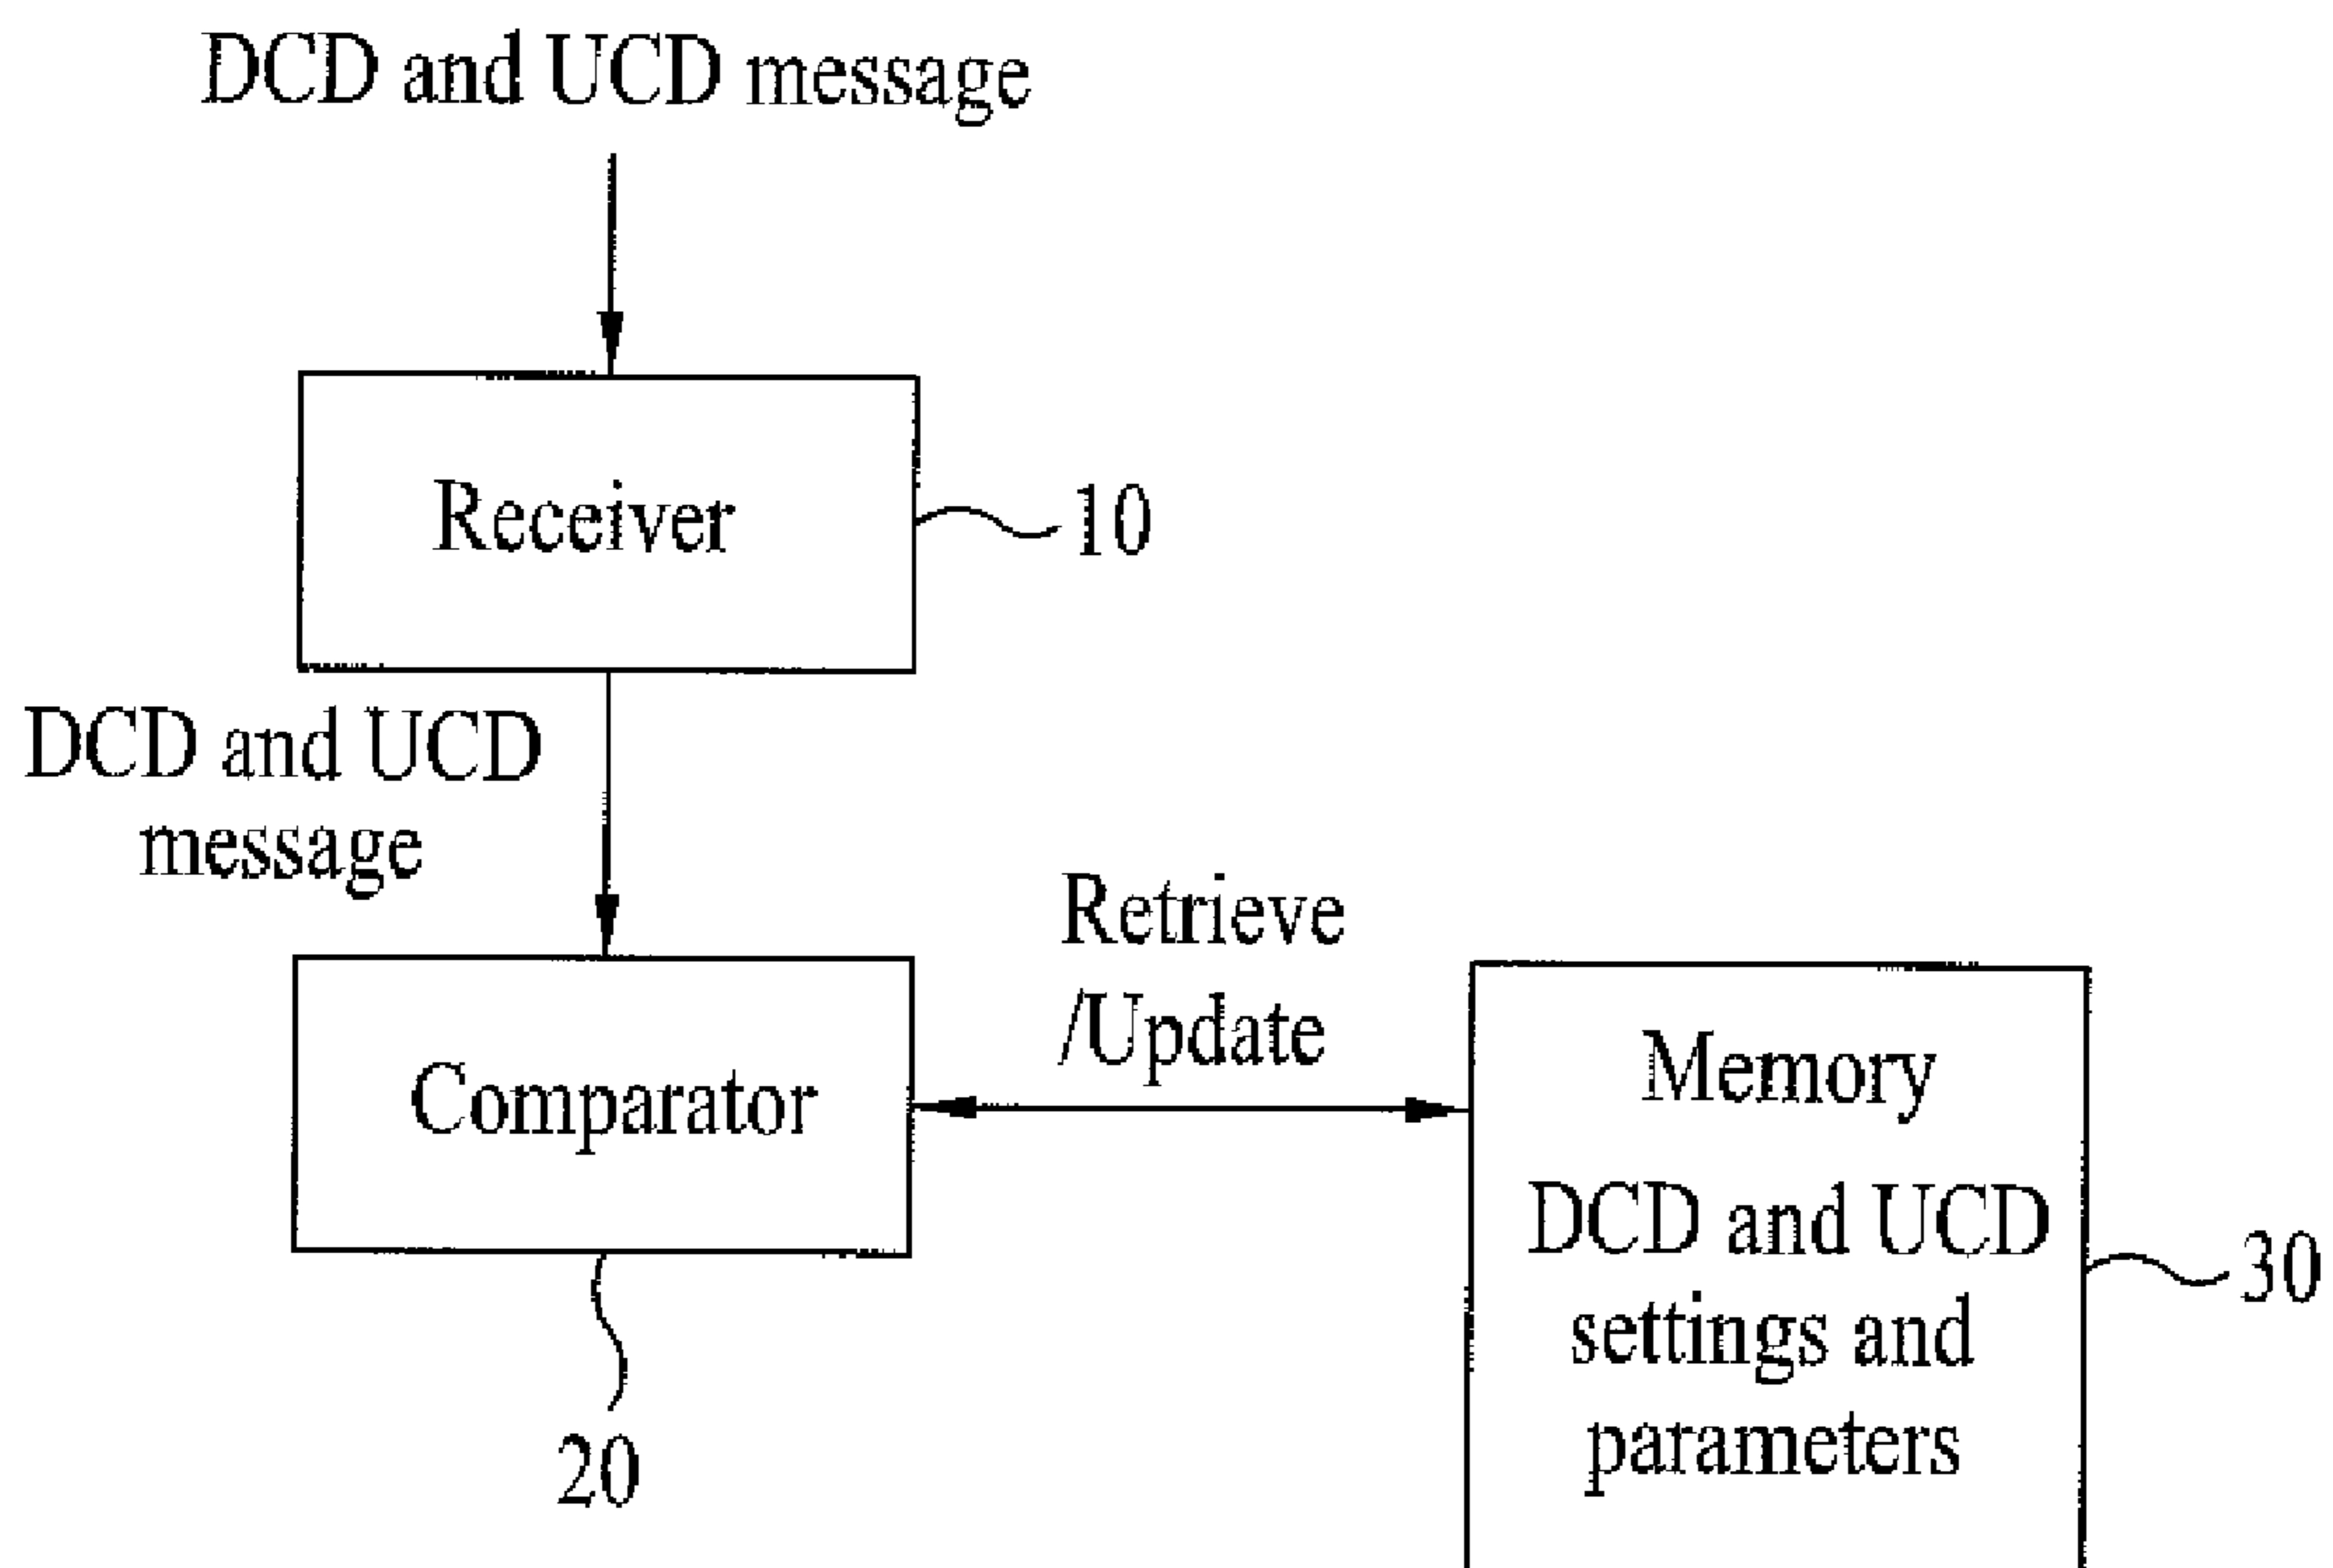 DCD and UCD message
Receiver
10
DCD and UCD
message
Retrieve
/Update
Comparator
Memory
DCD and UCD
settings and
parameters
30
20